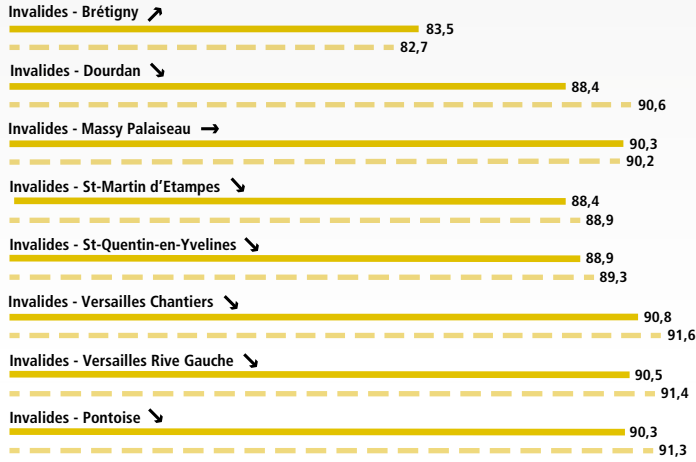 Invalides - Brétigny ↗
83,5
82,7
Invalides - Dourdan ↘
88,4
90,6
Invalides - Massy Palaiseau →
90,3
90,2
Invalides - St-Martin d’Etampes ↘
88,4
88,9
Invalides - St-Quentin-en-Yvelines ↘
88,9
89,3
Invalides - Versailles Chantiers ↘
90,8
91,6
Invalides - Versailles Rive Gauche ↘
90,5
91,4
Invalides - Pontoise ↘
90,3
91,3